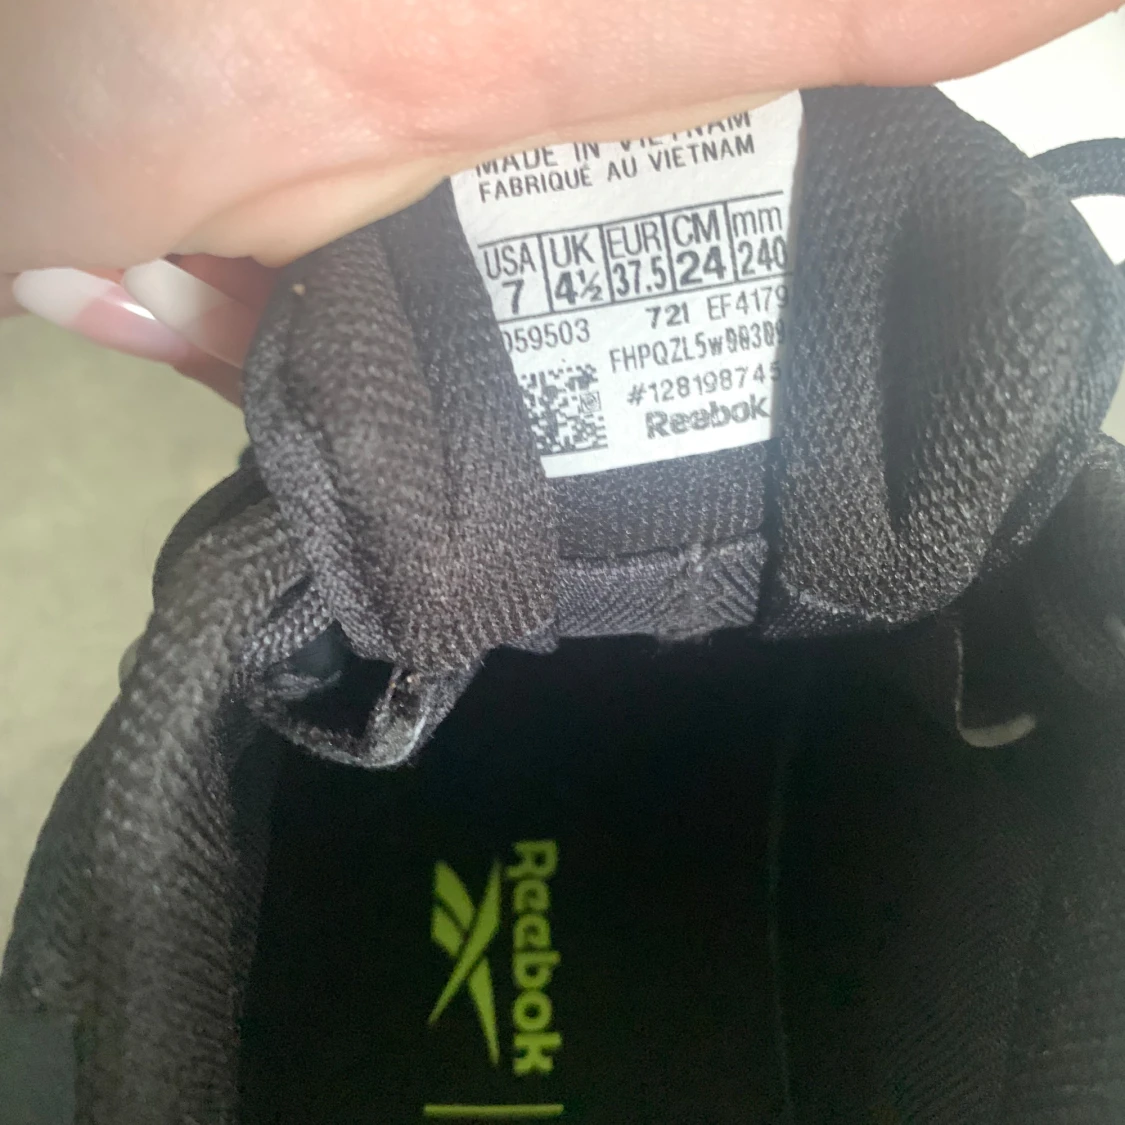 MADE IN VIETNAM
FABRIQUÉ AU VIETNAM
USA UK EUR CM mm
7 4½ 37.5 24 240
721 EF4179
059503
#128198745
Reebok
Reebok